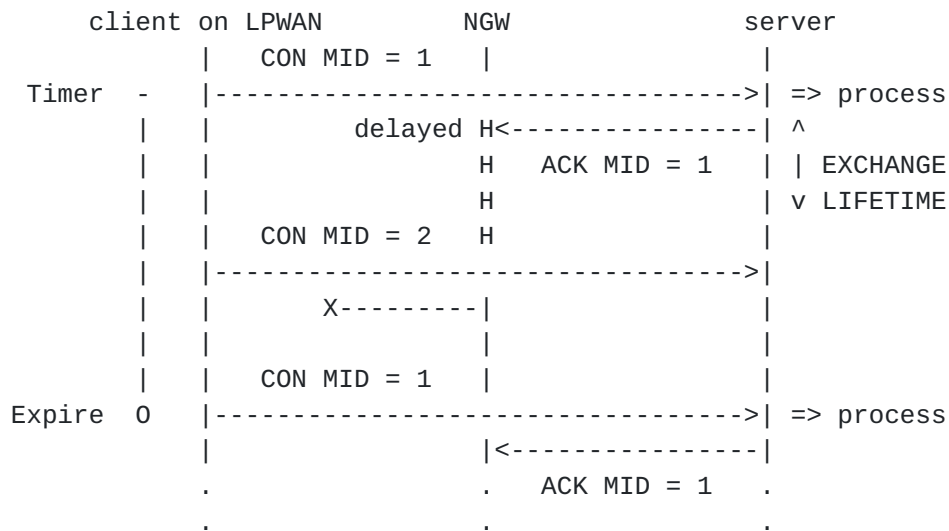 client on LPWAN NGW server
| CON MID = 1 | |
Timer - |---------------------------------->| => process
| | delayed H<----------------| ^
| | H ACK MID = 1 | | EXCHANGE
| | H | v LIFETIME
| | CON MID = 2 H |
| |---------------------------------->|
| | X---------| |
| | | |
| | CON MID = 1 | |
Expire O |---------------------------------->| => process
| |<----------------|
. . ACK MID = 1 .
. . .